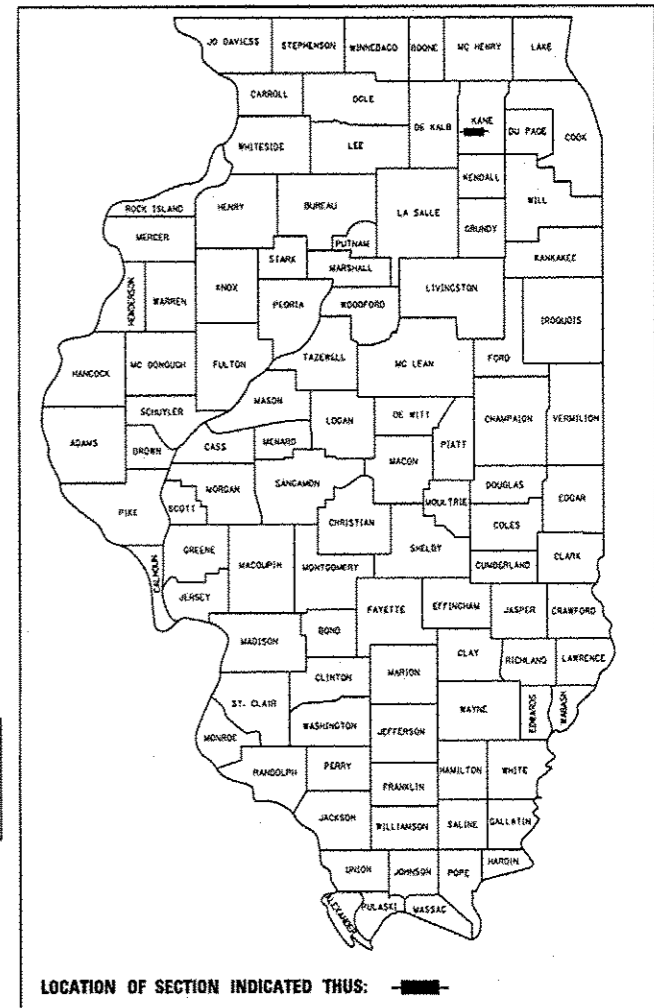 JO DAVIESS
STEPHENSON
WINNEBAGO
BOONE
MC HENRY
LAKE
CARROLL
OGLE
DE KALB
KANE
DU PAGE
COOK
WHITESIDE
LEE
KENDALL
WILL
ROCK ISLAND
HENRY
BUREAU
LA SALLE
GRUNDY
MERCER
PUTNAM
STARK
MARSHALL
KANKAKEE
HENDERSON
WARREN
KNOX
PEORIA
WOODFORD
LIVINGSTON
IROQUOIS
HANCOCK
MC DONOUGH
FULTON
TAZEWELL
MC LEAN
FORD
SCHUYLER
MASON
LOGAN
DE WITT
CHAMPAION
VERMILION
ADAMS
BROWN
CASS
MENARD
MACON
PIATT
PIKE
SCOTT
MORGAN
SANGAMON
CHRISTIAN
MOULTRIE
DOUGLAS
EDGAR
COLES
SHELBY
CALHOUN
GREENE
MACOUPIN
MONTGOMERY
CUMBERLAND
CLARK
JERSEY
FAYETTE
EFFINGHAM
JASPER
CRAWFORD
MADISON
BOND
CLAY
RICHLAND
LAWRENCE
CLINTON
MARION
ST. CLAIR
WAYNE
EDWARDS
WABASH
MONROE
WASHINGTON
JEFFERSON
RANDOLPH
PERRY
HAMILTON
WHITE
FRANKLIN
JACKSON
WILLIAMSON
SALINE
GALLATIN
UNION
JOHNSON
POPE
HARDIN
ALEXANDER
PULASKI
MASSAC
LOCATION OF SECTION INDICATED THUS: